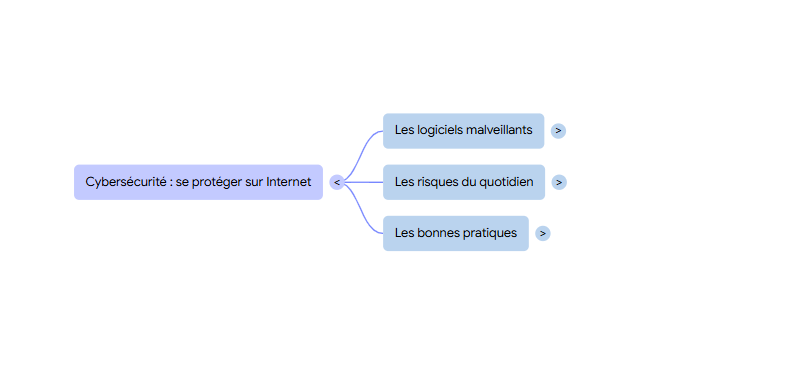 Les logiciels malveillants >
Cybersécurité : se protéger sur Internet <
Les risques du quotidien >
Les bonnes pratiques >